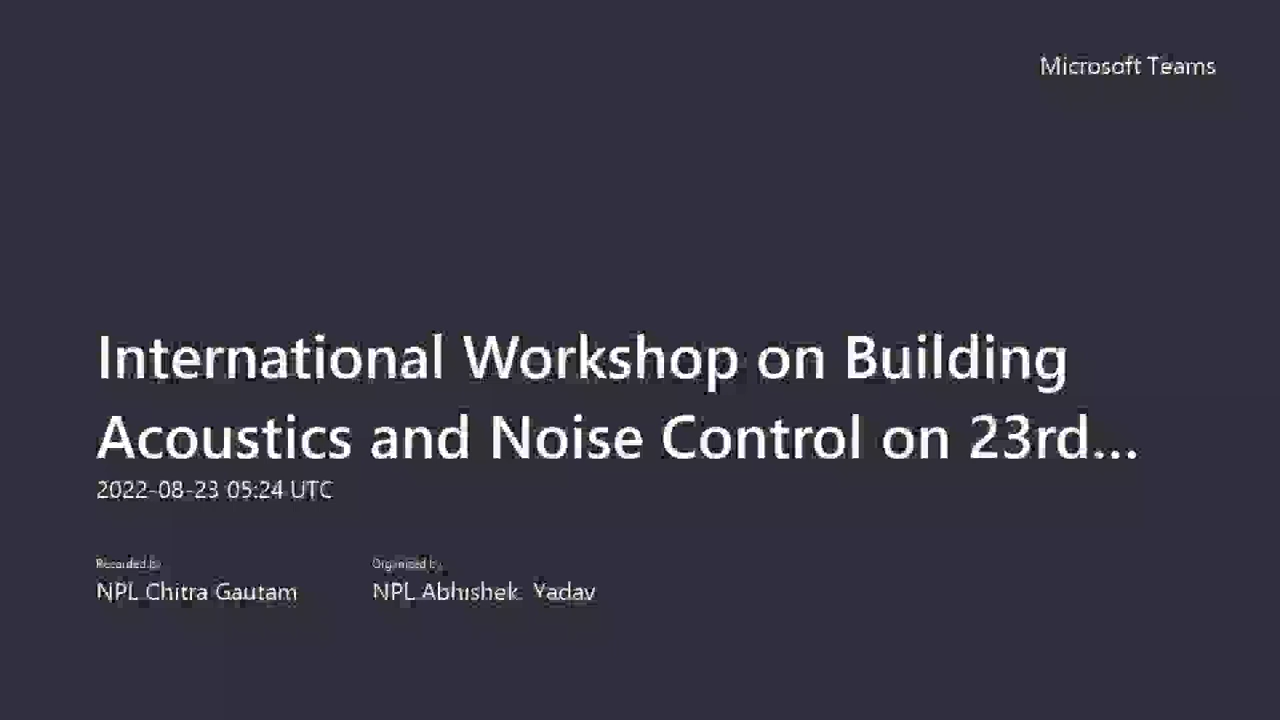 Microsoft Teams
International Workshop on Building
Acoustics and Noise Control on 23rd...
2022-08-23 05:24 UTC
Recorded by
Organized by
NPL Chitra Gautam
NPL Abhishek Yadav